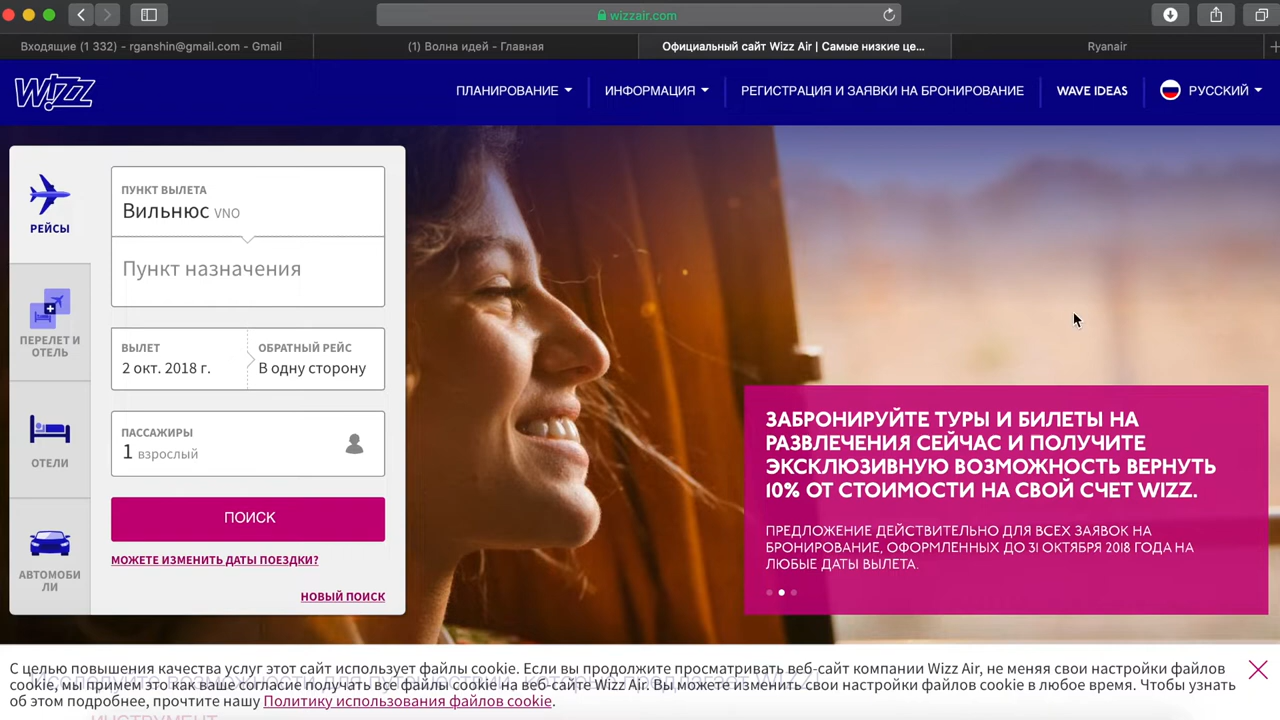 wizzair.com
Входящие (1 332) - rganshin@gmail.com - Gmail
(1) Волна идей - Главная
Официальный сайт Wizz Air | Самые низкие це...
Ryanair
WIZZ
ПЛАНИРОВАНИЕ
ИНФОРМАЦИЯ
РЕГИСТРАЦИЯ И ЗАЯВКИ НА БРОНИРОВАНИЕ
WAVE IDEAS
РУССКИЙ
РЕЙСЫ
ПЕРЕЛЕТ И
ОТЕЛЬ
ОТЕЛИ
АВТОМОБИ
ЛИ
ПУНКТ ВЫЛЕТА
Вильнюс VNO
Пункт назначения
ВЫЛЕТ
2 окт. 2018 г.
ОБРАТНЫЙ РЕЙС
В одну сторону
ПАССАЖИРЫ
1 взрослый
ПОИСК
МОЖЕТЕ ИЗМЕНИТЬ ДАТЫ ПОЕЗДКИ?
НОВЫЙ ПОИСК
ЗАБРОНИРУЙТЕ ТУРЫ И БИЛЕТЫ НА
РАЗВЛЕЧЕНИЯ СЕЙЧАС И ПОЛУЧИТЕ
ЭКСКЛЮЗИВНУЮ ВОЗМОЖНОСТЬ ВЕРНУТЬ
10% ОТ СТОИМОСТИ НА СВОЙ СЧЕТ WIZZ.
ПРЕДЛОЖЕНИЕ ДЕЙСТВИТЕЛЬНО ДЛЯ ВСЕХ ЗАЯВОК НА
БРОНИРОВАНИЕ, ОФОРМЛЕННЫХ ДО 31 ОКТЯБРЯ 2018 ГОДА НА
ЛЮБЫЕ ДАТЫ ВЫЛЕТА.
С целью повышения качества услуг этот сайт использует файлы cookie. Если вы продолжите просматривать веб-сайт компании Wizz Air, не меняя свои настройки файлов
cookie, мы примем это как ваше согласие получать все файлы cookie на веб-сайте Wizz Air. Вы можете изменить свои настройки файлов cookie в любое время. Чтобы узнать
об этом подробнее, прочтите нашу Политику использования файлов cookie.